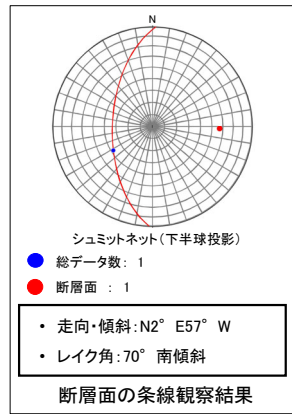 N
シュミットネット(下半球投影)
総データ数: 1
断層面 : 1
• 走向・傾斜:N2° E57° W
• レイク角:70° 南傾斜
断層面の条線観察結果